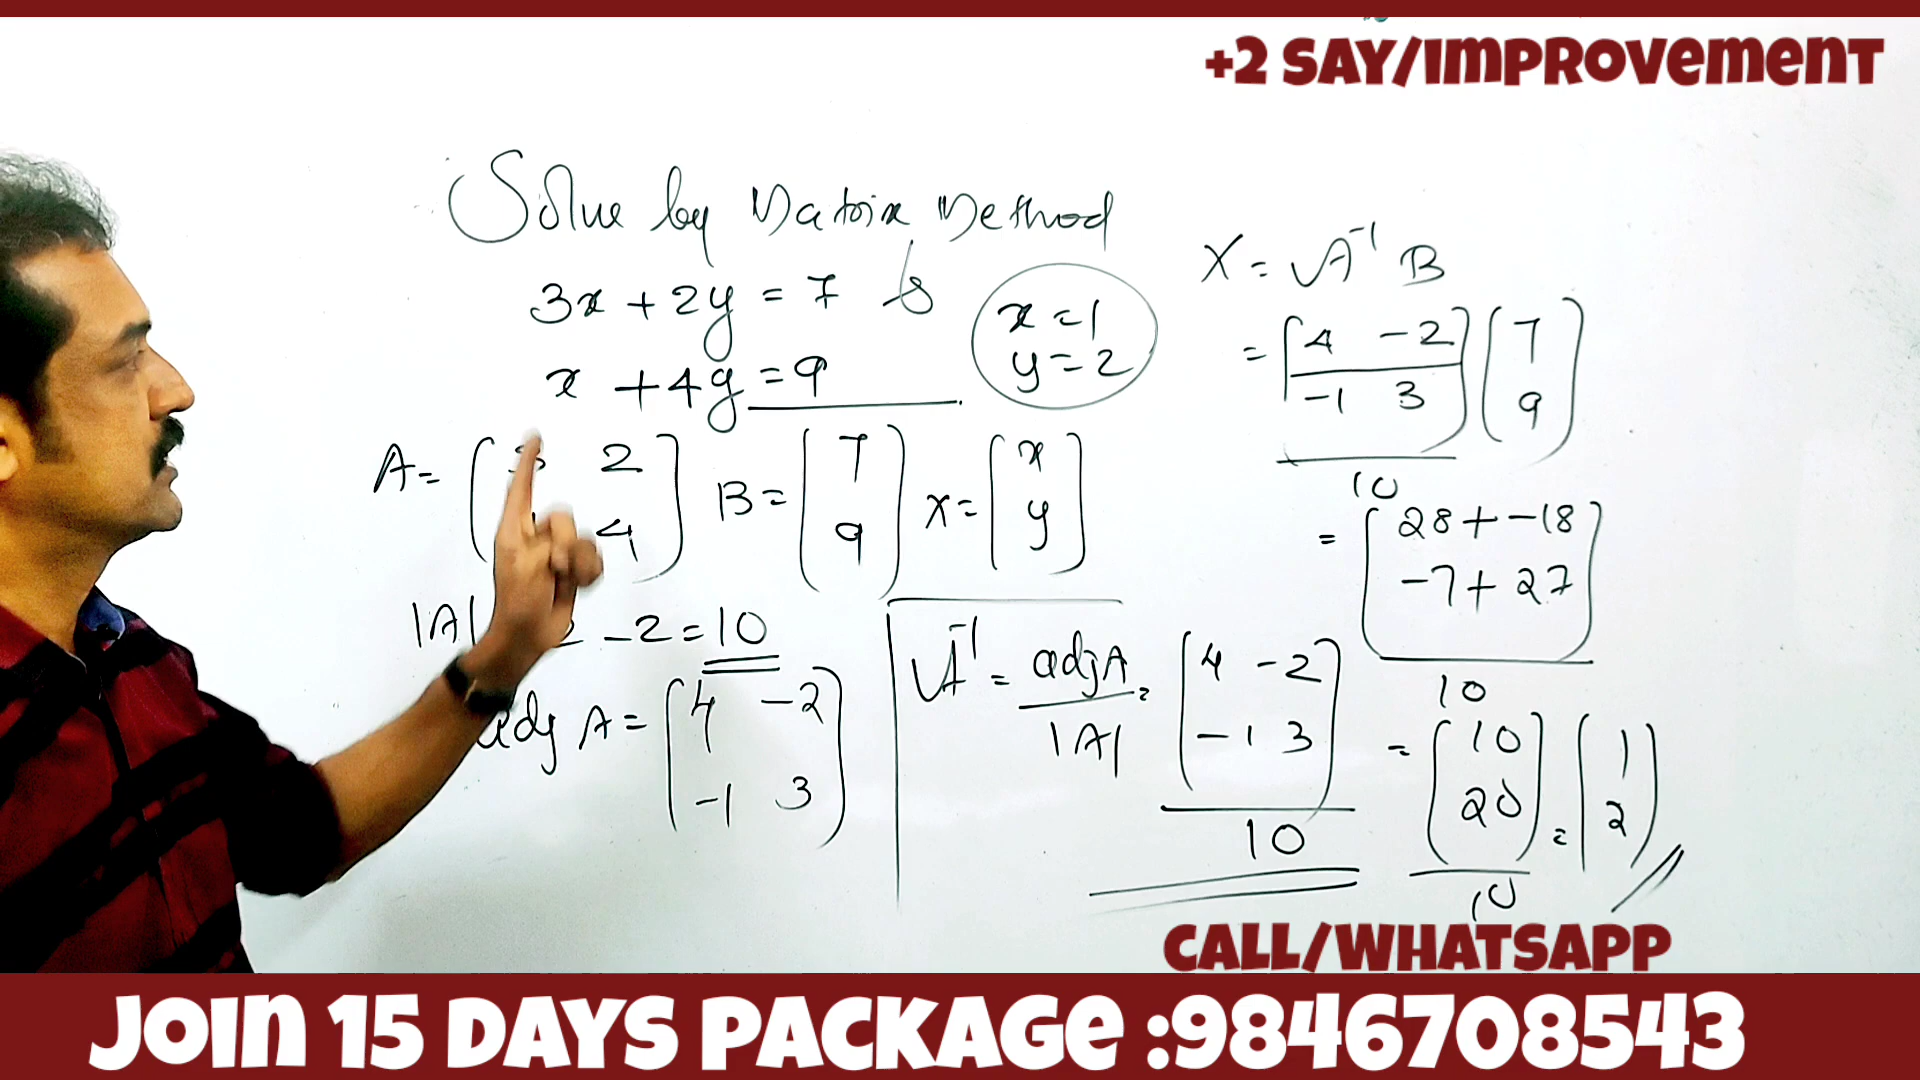 +2 SAY/IMPROVEMENT
Solve by Matrix Method
3x + 2y = 7
x + 4y = 9
x = 1
y = 2
A = 2
4
B = 7
9
X = x
y
|A| - 2 = 10
adj A = 4 -2
-1 3
A⁻¹ = adj A / |A| = 4 -2
-1 3
10
X = A⁻¹ B
= 4 -2 7
-1 3 9
10
= 28 + -18
-7 + 27
10
= 10 = 1
20 2
10
CALL/WHATSAPP
JOIN 15 DAYS PACKAGE :9846708543